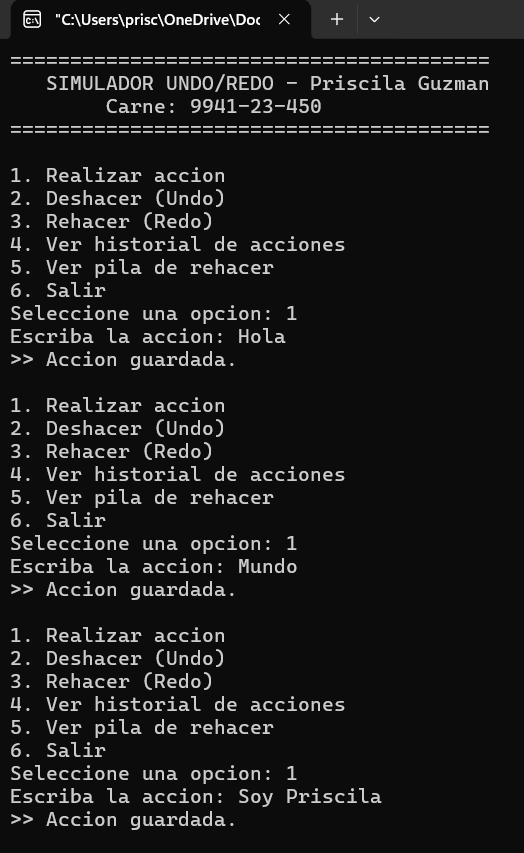 "C:\Users\prisc\OneDrive\Doc
========================================
SIMULADOR UNDO/REDO - Priscila Guzman
Carne: 9941-23-450
========================================
1. Realizar accion
2. Deshacer (Undo)
3. Rehacer (Redo)
4. Ver historial de acciones
5. Ver pila de rehacer
6. Salir
Seleccione una opcion: 1
Escriba la accion: Hola
>> Accion guardada.
1. Realizar accion
2. Deshacer (Undo)
3. Rehacer (Redo)
4. Ver historial de acciones
5. Ver pila de rehacer
6. Salir
Seleccione una opcion: 1
Escriba la accion: Mundo
>> Accion guardada.
1. Realizar accion
2. Deshacer (Undo)
3. Rehacer (Redo)
4. Ver historial de acciones
5. Ver pila de rehacer
6. Salir
Seleccione una opcion: 1
Escriba la accion: Soy Priscila
>> Accion guardada.